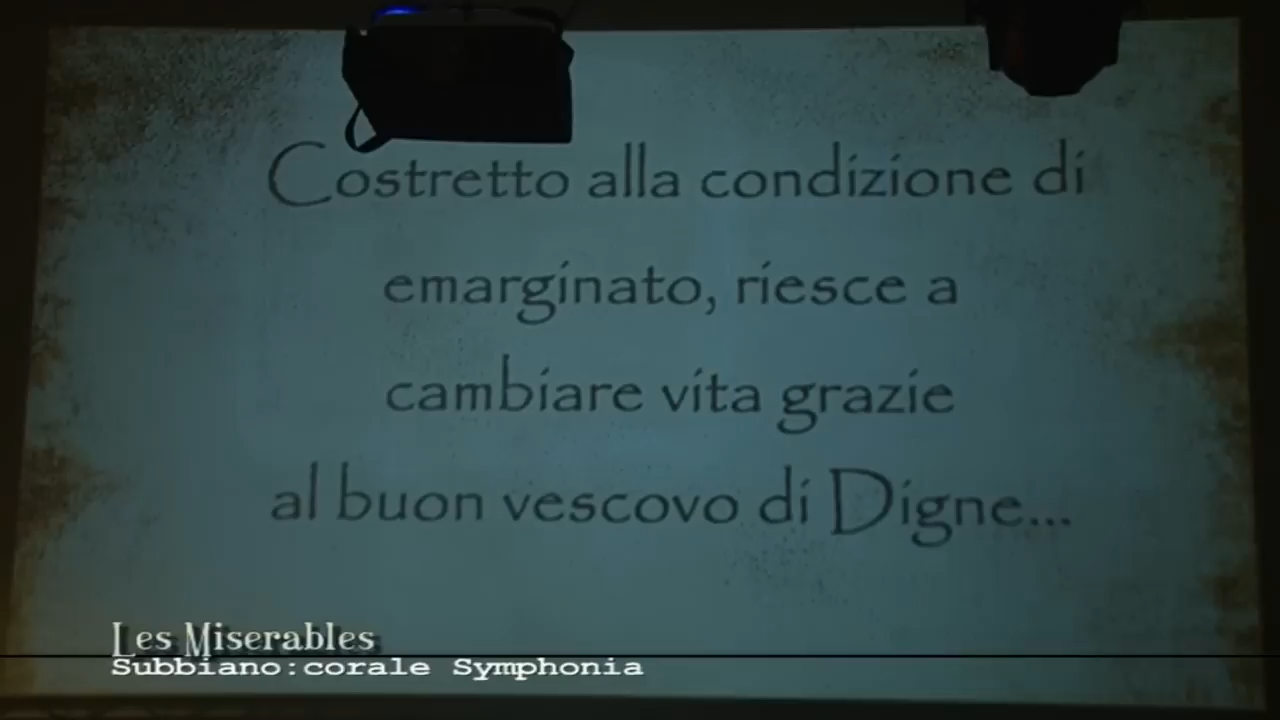 Costretto alla condizione di
emarginato, riesce a
cambiare vita grazie
al buon vescovo di Digne...
Les Miserables
Subbiano:corale Symphonia